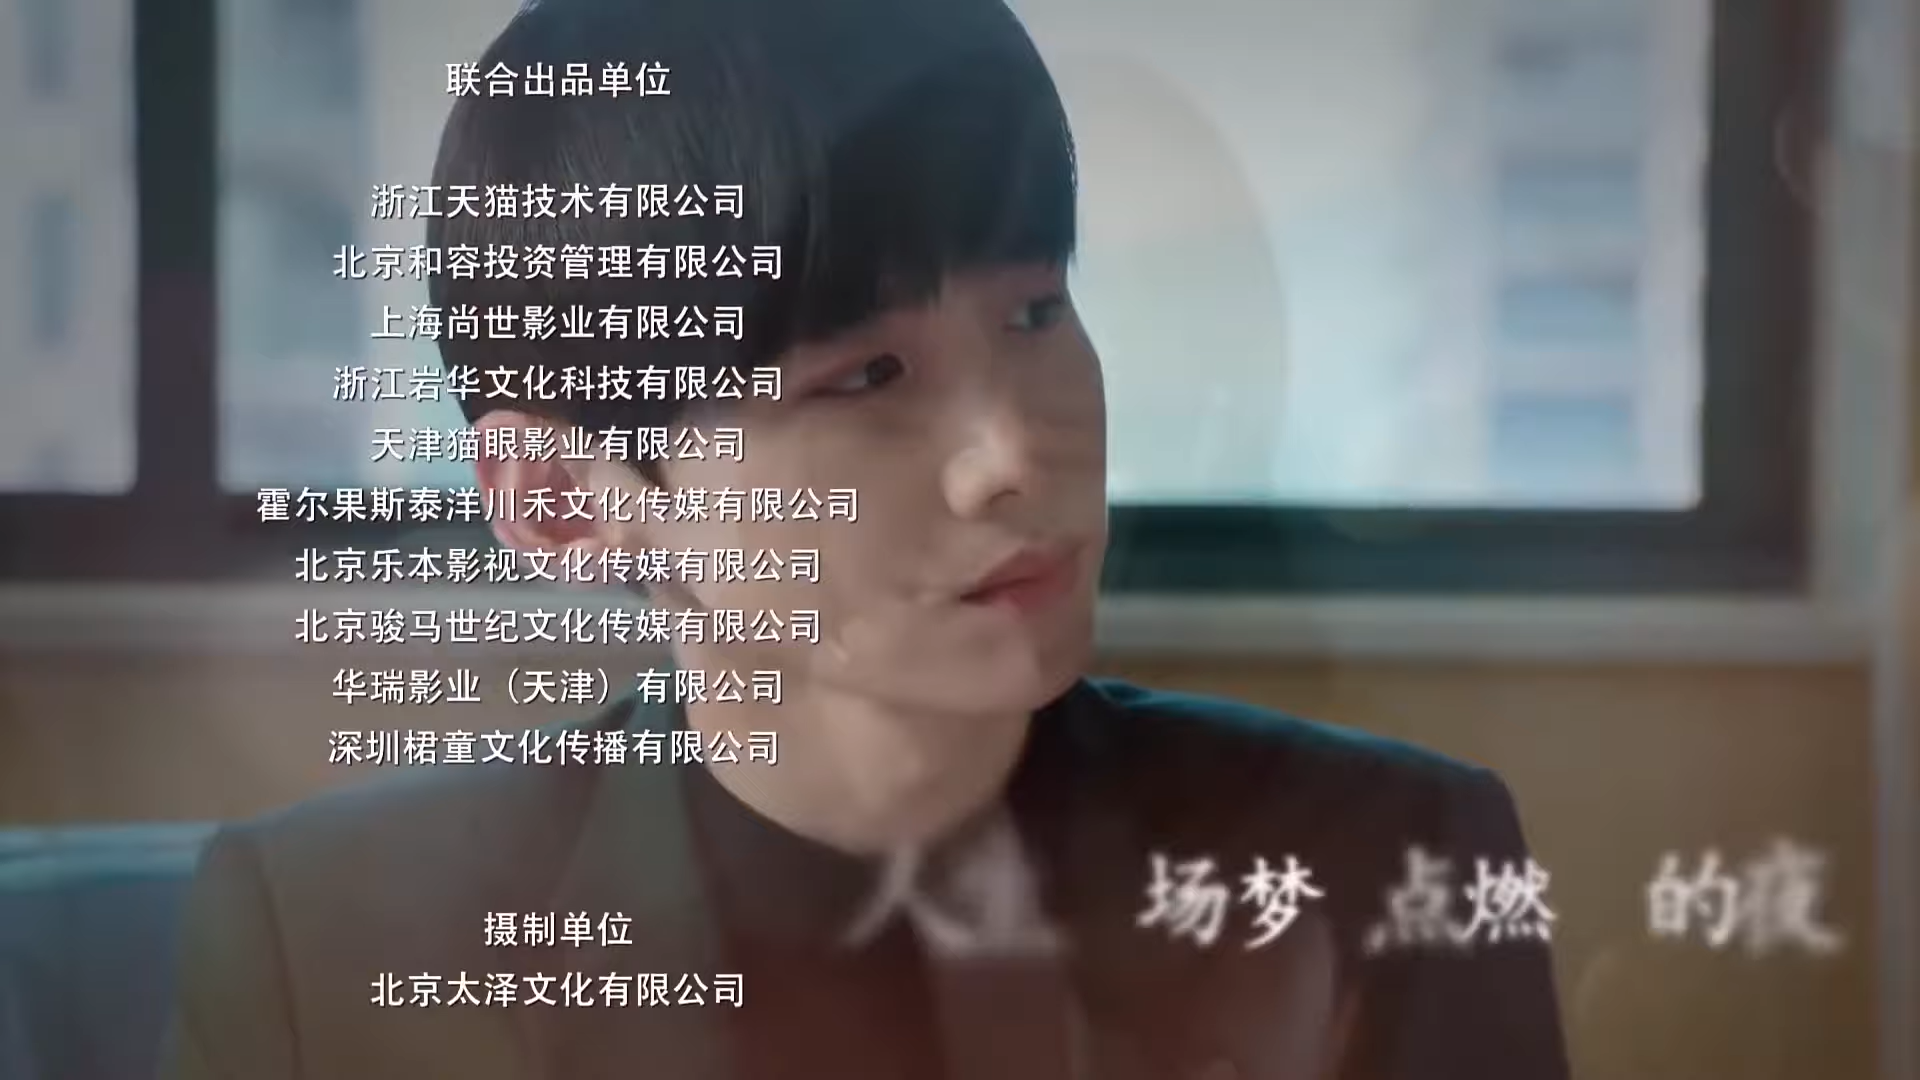 联合出品单位
浙江天猫技术有限公司
北京和容投资管理有限公司
上海尚世影业有限公司
浙江岩华文化科技有限公司
天津猫眼影业有限公司
霍尔果斯泰洋川禾文化传媒有限公司
北京乐本影视文化传媒有限公司
北京骏马世纪文化传媒有限公司
华瑞影业（天津）有限公司
深圳桾童文化传播有限公司
场梦 点燃 的夜
摄制单位
北京太泽文化有限公司